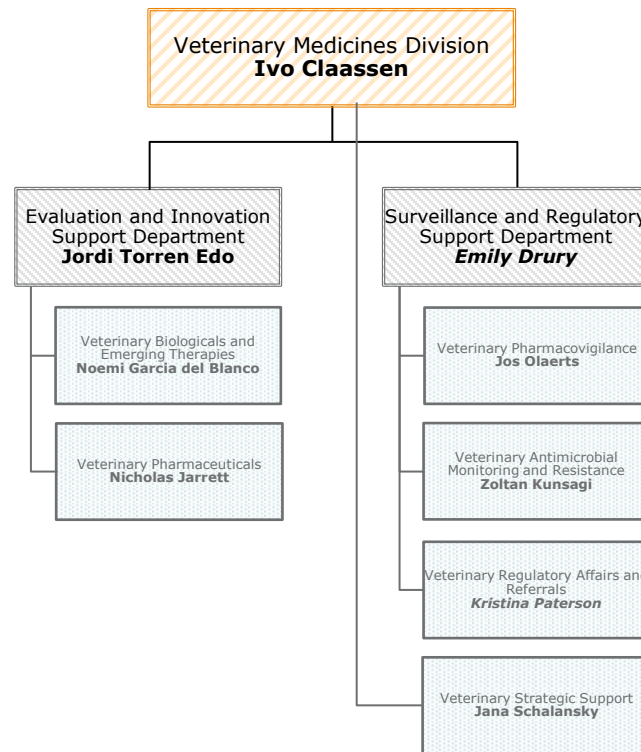 Veterinary Medicines Division
Ivo Claassen
Evaluation and Innovation
Support Department
Jordi Torren Edo
Surveillance and Regulatory
Support Department
Emily Drury
Veterinary Biologicals and
Emerging Therapies
Noemi Garcia del Blanco
Veterinary Pharmaceuticals
Nicholas Jarrett
Veterinary Pharmacovigilance
Jos Olaerts
Veterinary Antimicrobial
Monitoring and Resistance
Zoltan Kunsagi
Veterinary Regulatory Affairs and
Referrals
Kristina Paterson
Veterinary Strategic Support
Jana Schalansky